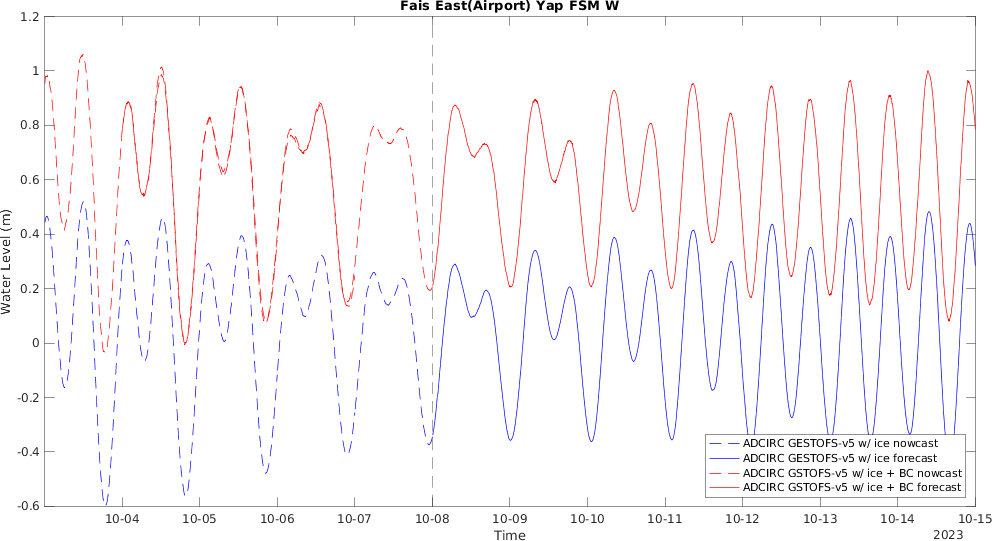 Fais East(Airport) Yap FSM W
1.2
1
0.8
0.6
0.4
0.2
0
-0.2
-0.4
-0.6
Water Level (m)
ADCIRC GESTOFS-v5 w/ ice nowcast
ADCIRC GESTOFS-v5 w/ ice forecast
ADCIRC GSTOFS-v5 w/ ice + BC nowcast
ADCIRC GSTOFS-v5 w/ ice + BC forecast
10-04 10-05 10-06 10-07 10-08 10-09 10-10 10-11 10-12 10-13 10-14 10-15
Time
2023